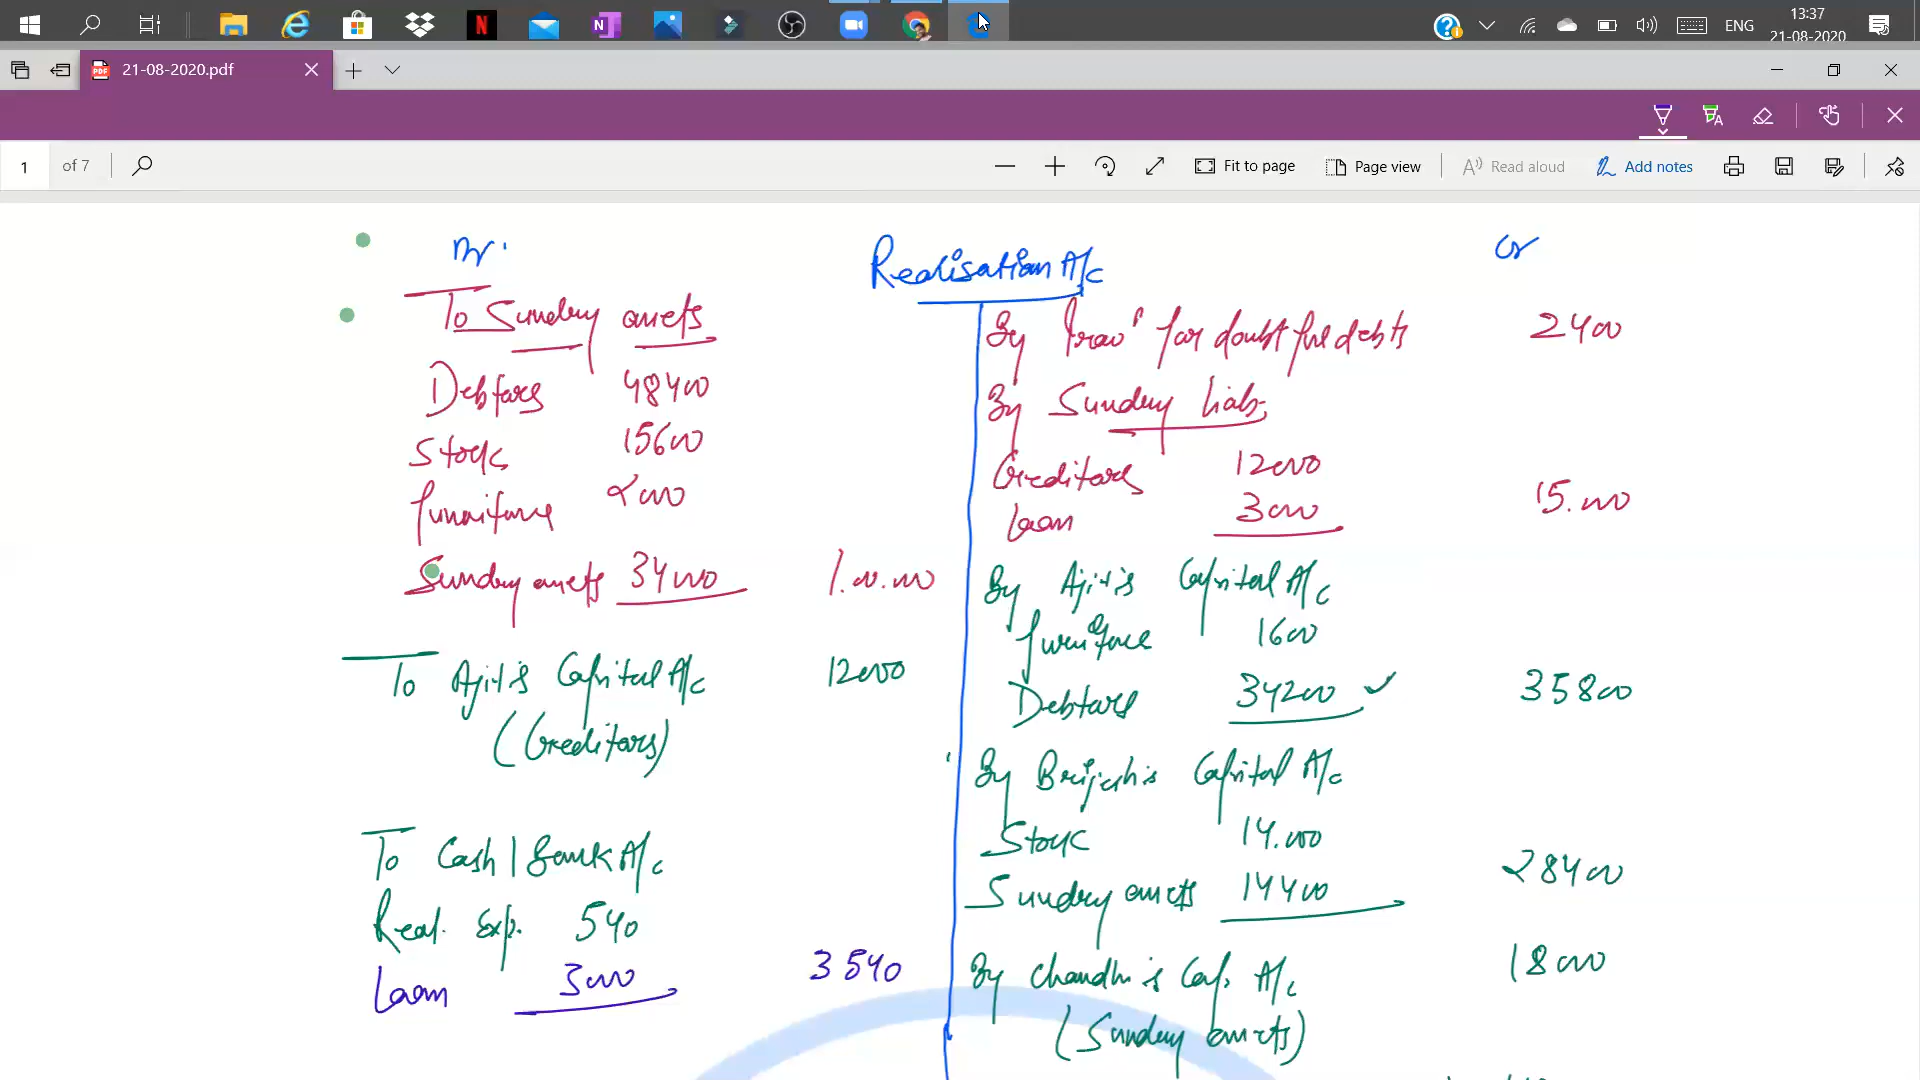 ENG
13:37
21-08-2020
21-08-2020.pdf
1 of 7
Fit to page
Page view
Read aloud
Add notes
Dr.
Realisation A/c
Cr
To Sundry assets
Debtors 48400
Stock 15600
Furniture 2000
Sundry assets 34000 1.00.000
To Ajit's Capital A/c 12000
(Creditors)
To Cash | Bank A/c
Real. Exp. 540
Loan 3000 3540
By Prov" for doubtful debts 2400
By Sundry Liab.
Creditors 12000
Loan 3000 15.000
By Ajit's Capital A/c
Furniture 1600
Debtors 34200 35800
By Brijesh's Capital A/c
Stock 14.000
Sundry assets 14400 28400
By Chandhi's Cap. A/c 18000
(Sundry assets)